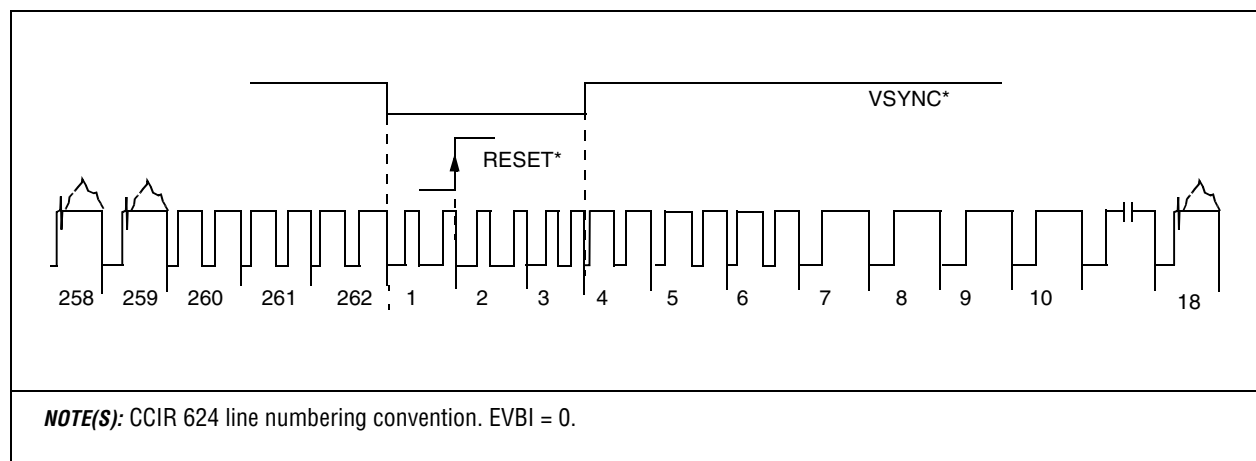 VSYNC*
RESET*
258 259 260 261 262 1 2 3 4 5 6 7 8 9 10 18
NOTE(S): CCIR 624 line numbering convention. EVBI = 0.